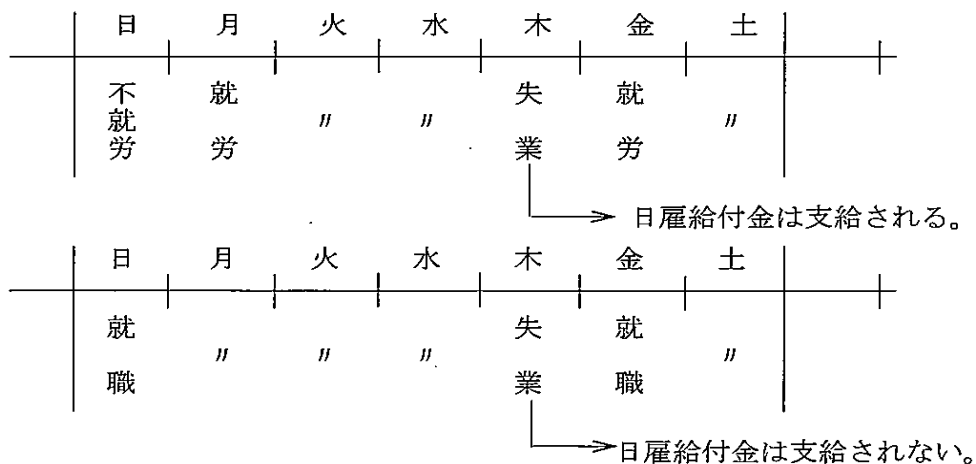 日 月 火 水 木 金 土
不就労 就労 〃 〃 失業 就労 〃
日雇給付金は支給される。
日 月 火 水 木 金 土
就職 〃 〃 〃 失業 就職 〃
日雇給付金は支給されない。